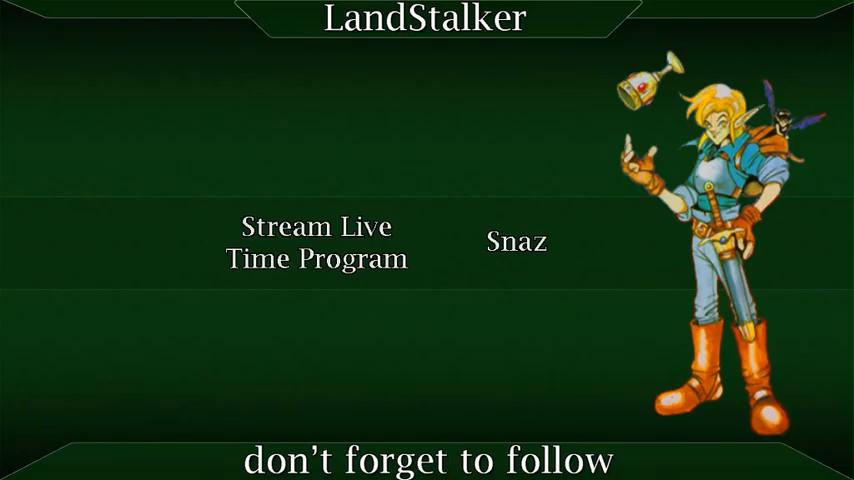 LandStalker
Stream Live
Time Program
Snaz
don't forget to follow